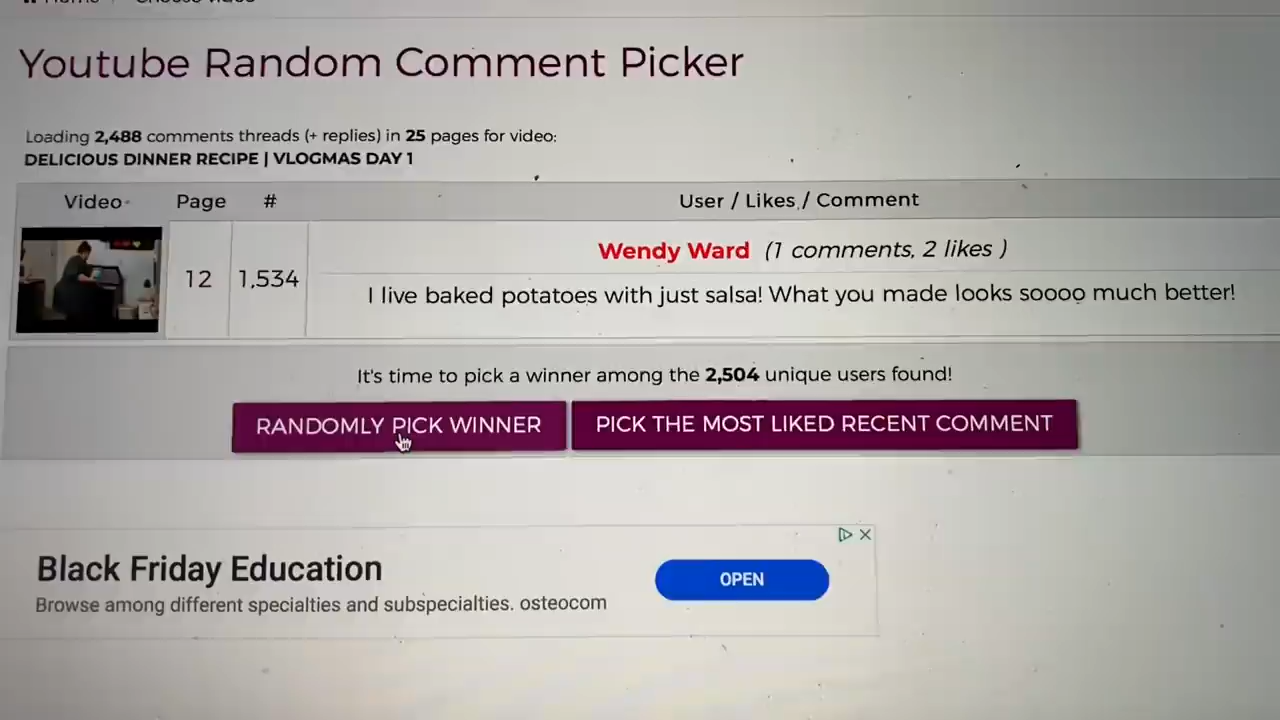 Youtube Random Comment Picker
Loading 2,488 comments threads (+ replies) in 25 pages for video:
DELICIOUS DINNER RECIPE | VLOGMAS DAY 1
Video Page # User / Likes / Comment
Wendy Ward (1 comments, 2 likes )
12 1,534
I live baked potatoes with just salsa! What you made looks soooo much better!
It's time to pick a winner among the 2,504 unique users found!
RANDOMLY PICK WINNER PICK THE MOST LIKED RECENT COMMENT
Black Friday Education
OPEN
Browse among different specialties and subspecialties. osteocom